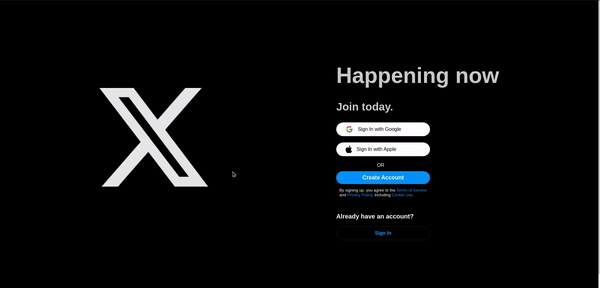 Happening now
Join today.
Sign In with Google
Sign In with Apple
OR
Create Account
By signing up, you agree to the Terms of Service
and Privacy Policy, including Cookie Use.
Already have an account?
Sign In